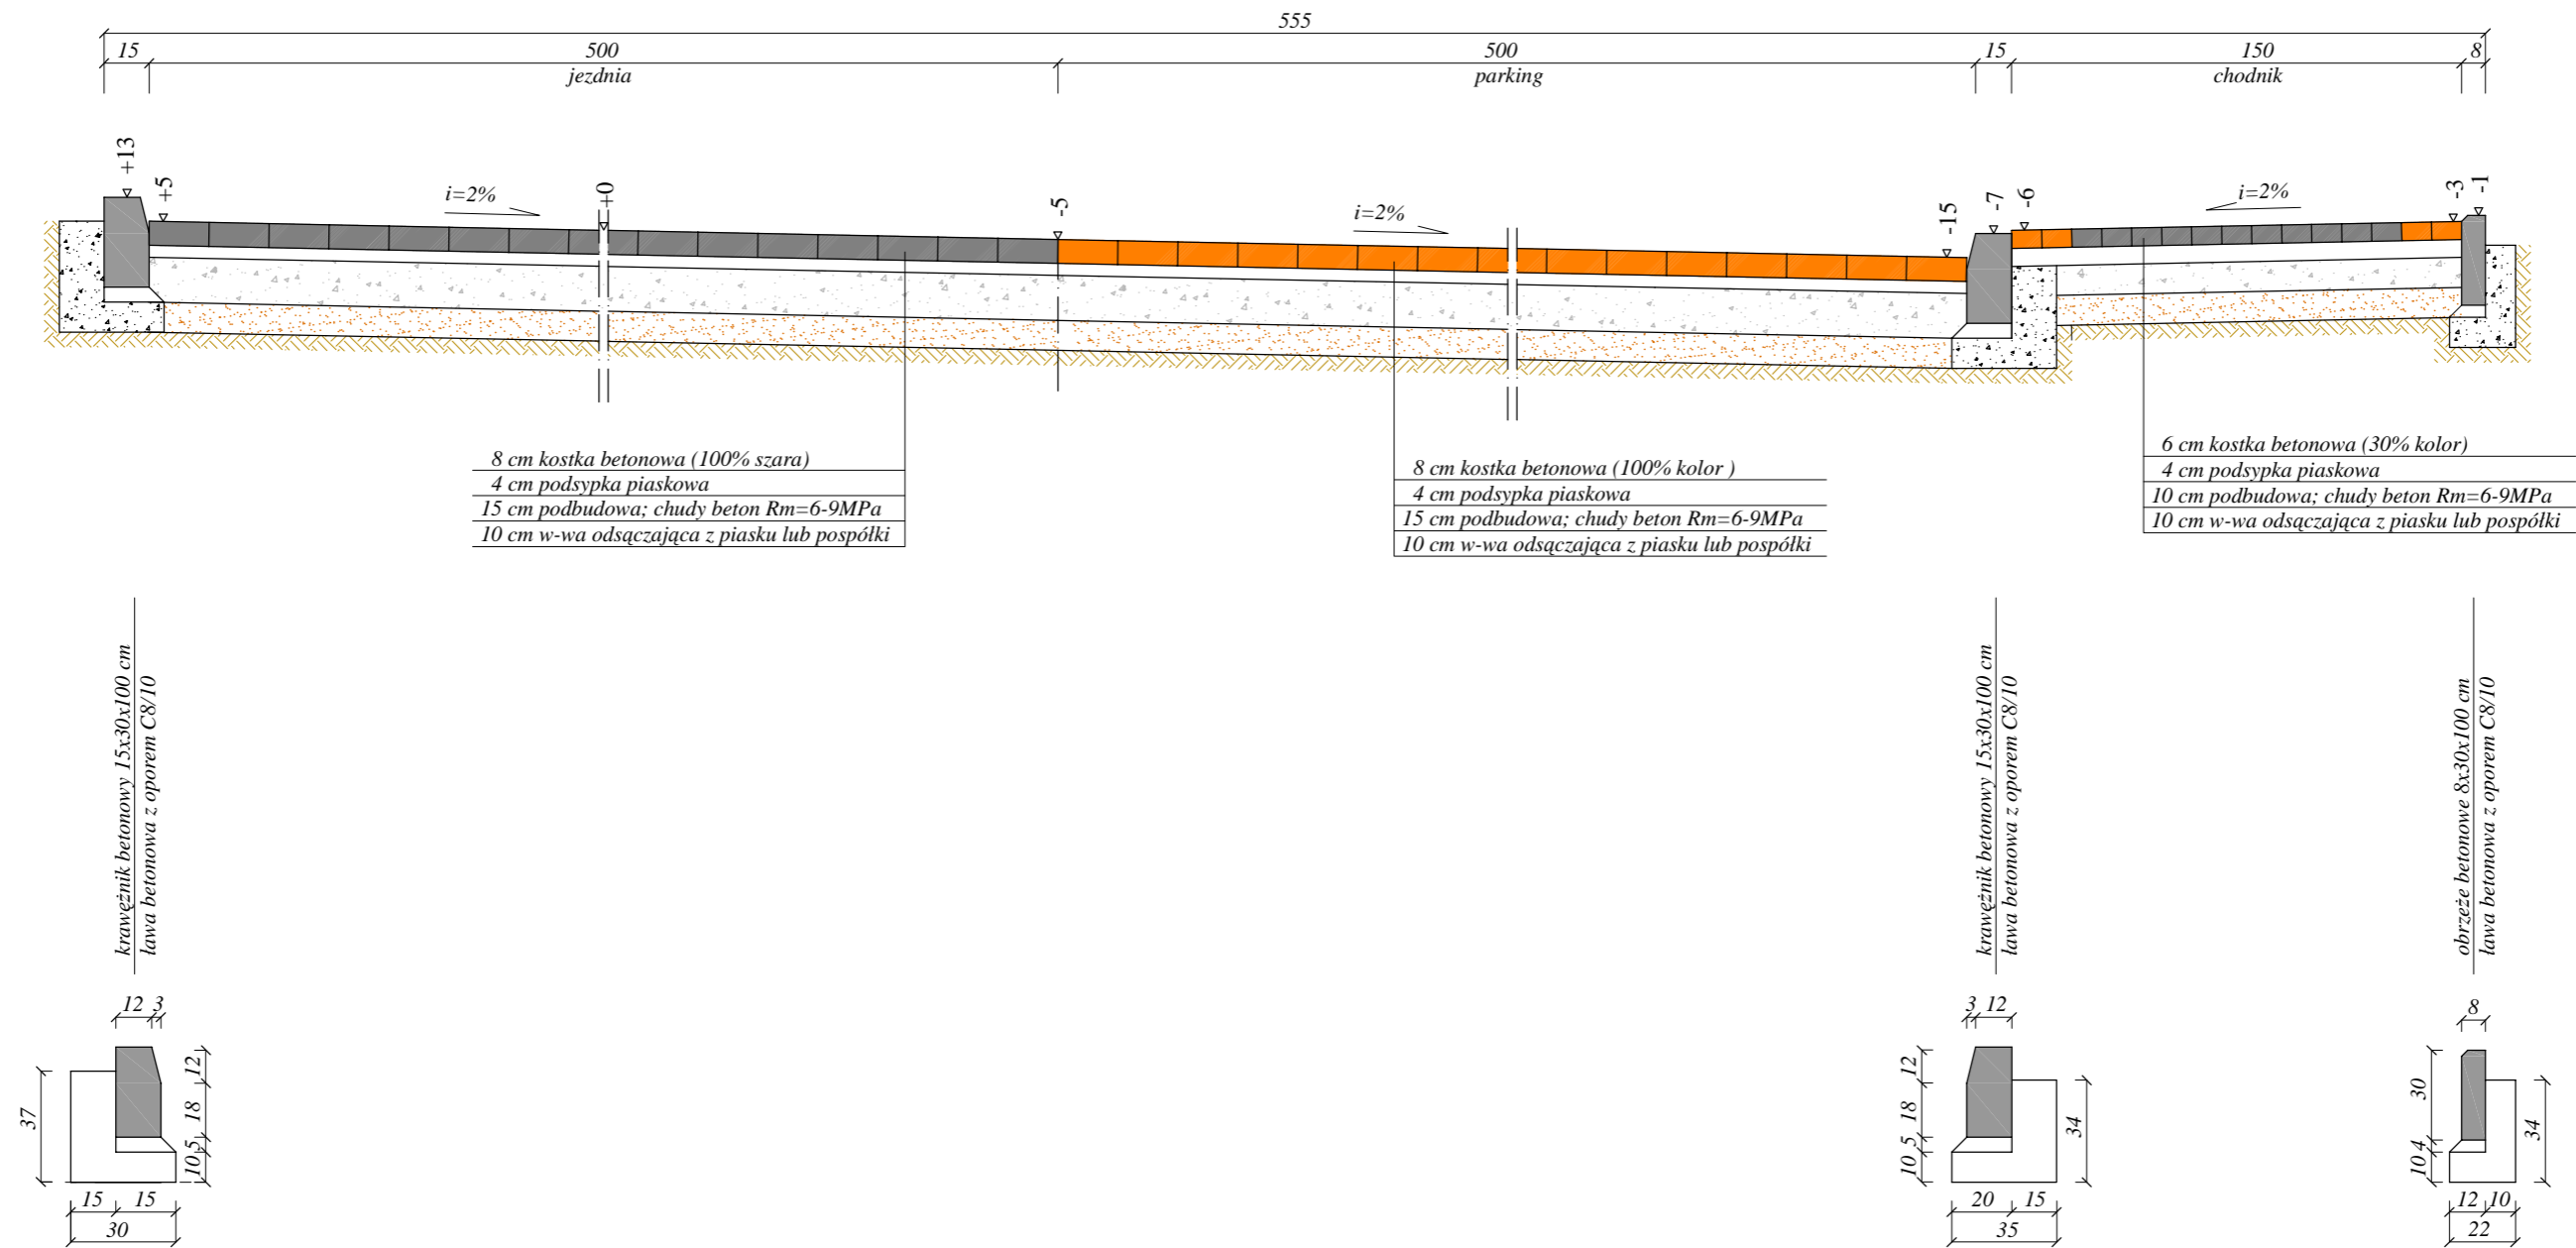 555
15
500
500
15
150
8
jezdnia
parking
chodnik
+13
+5
+0
-5
-15
-7
-6
-3
-1
i=2%
i=2%
i=2%
8 cm kostka betonowa (100% szara)
4 cm podsypka piaskowa
15 cm podbudowa; chudy beton Rm=6-9MPa
10 cm w-wa odsączająca z piasku lub pospółki
8 cm kostka betonowa (100% kolor )
4 cm podsypka piaskowa
15 cm podbudowa; chudy beton Rm=6-9MPa
10 cm w-wa odsączająca z piasku lub pospółki
6 cm kostka betonowa (30% kolor)
4 cm podsypka piaskowa
10 cm podbudowa; chudy beton Rm=6-9MPa
10 cm w-wa odsączająca z piasku lub pospółki
krawężnik betonowy 15x30x100 cm
ława betonowa z oporem C8/10
krawężnik betonowy 15x30x100 cm
ława betonowa z oporem C8/10
obrzeże betonowe 8x30x100 cm
ława betonowa z oporem C8/10
12 3
37
12
18
5
10
15 15
30
3 12
12
18
5
10
34
20 15
35
8
30
4
10
34
12 10
22